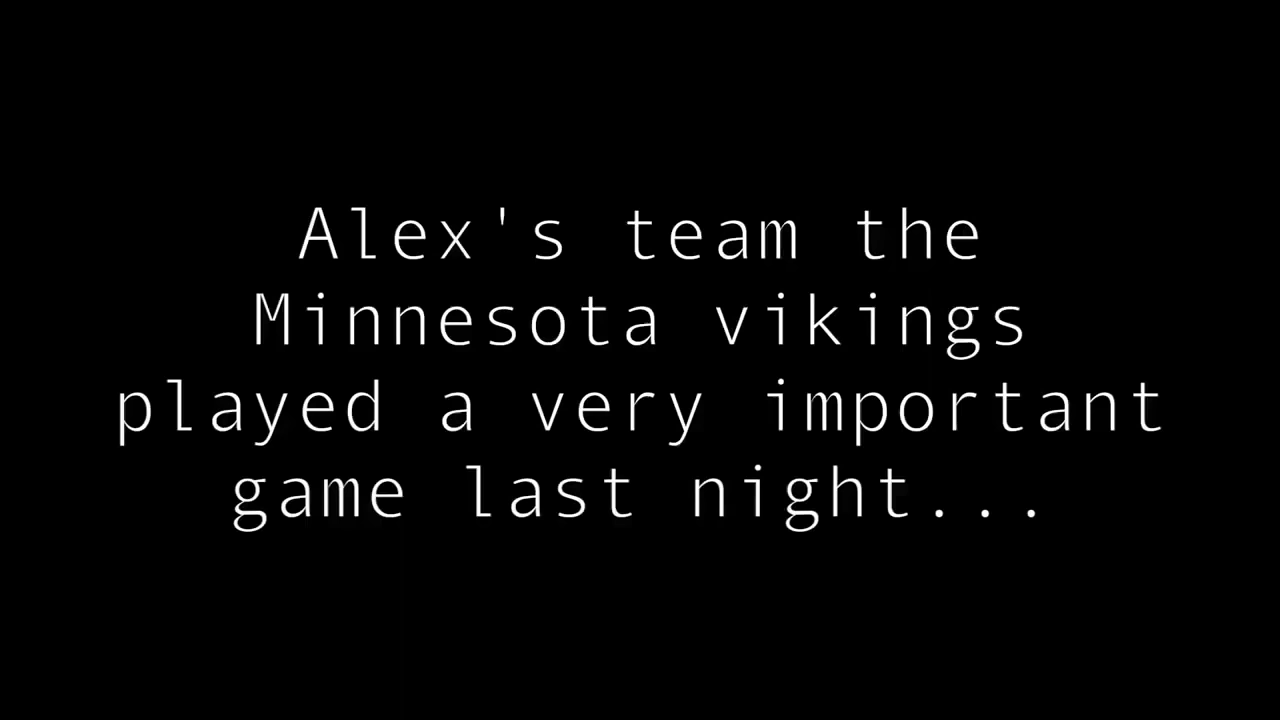 Alex's team the
Minnesota vikings
played a very important
game last night...